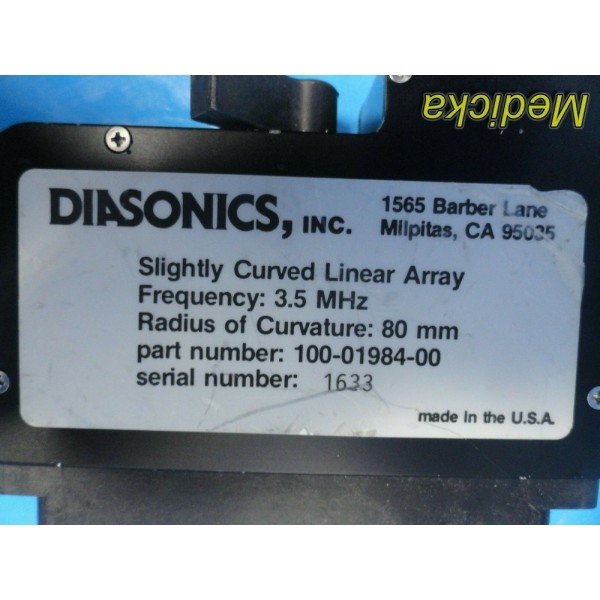 Medicka
DIASONICS, INC.
1565 Barber Lane
Milpitas, CA 95035
Slightly Curved Linear Array
Frequency: 3.5 MHz
Radius of Curvature: 80 mm
part number: 100-01984-00
serial number: 1633
made in the U.S.A.